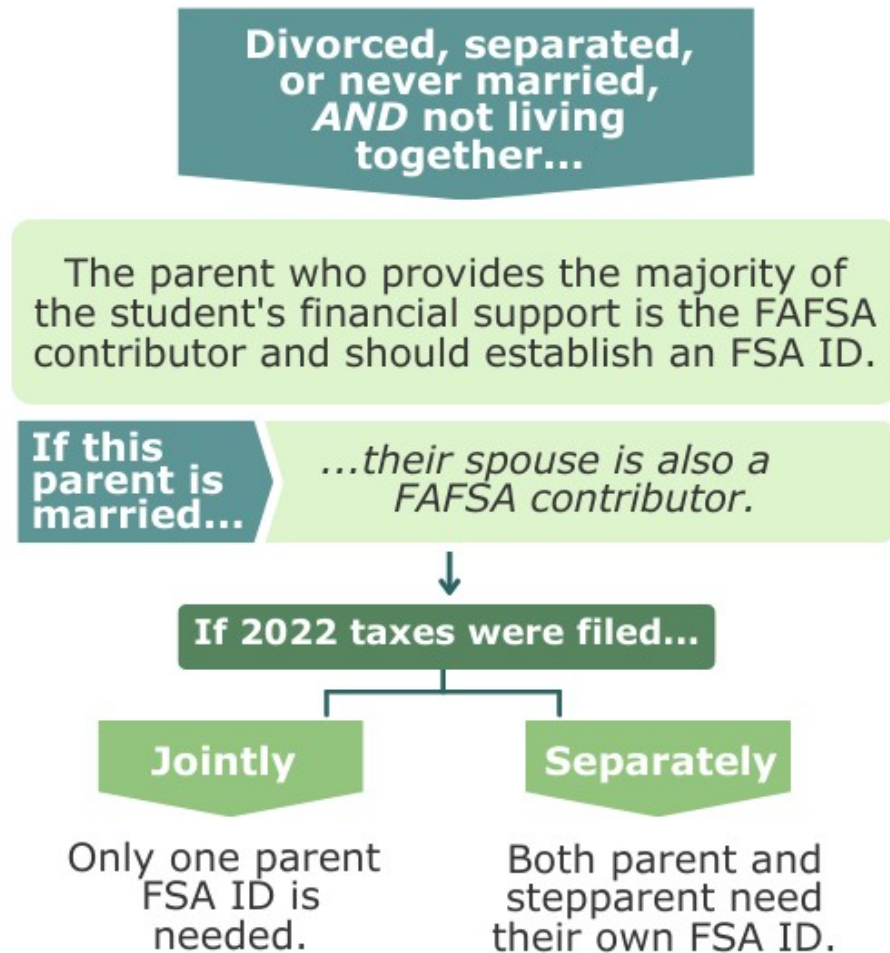 Divorced, separated,
or never married,
AND not living
together...
The parent who provides the majority of
the student's financial support is the FAFSA
contributor and should establish an FSA ID.
If this
parent is
married...
...their spouse is also a
FAFSA contributor.
If 2022 taxes were filed...
Jointly
Only one parent
FSA ID is
needed.
Separately
Both parent and
stepparent need
their own FSA ID.